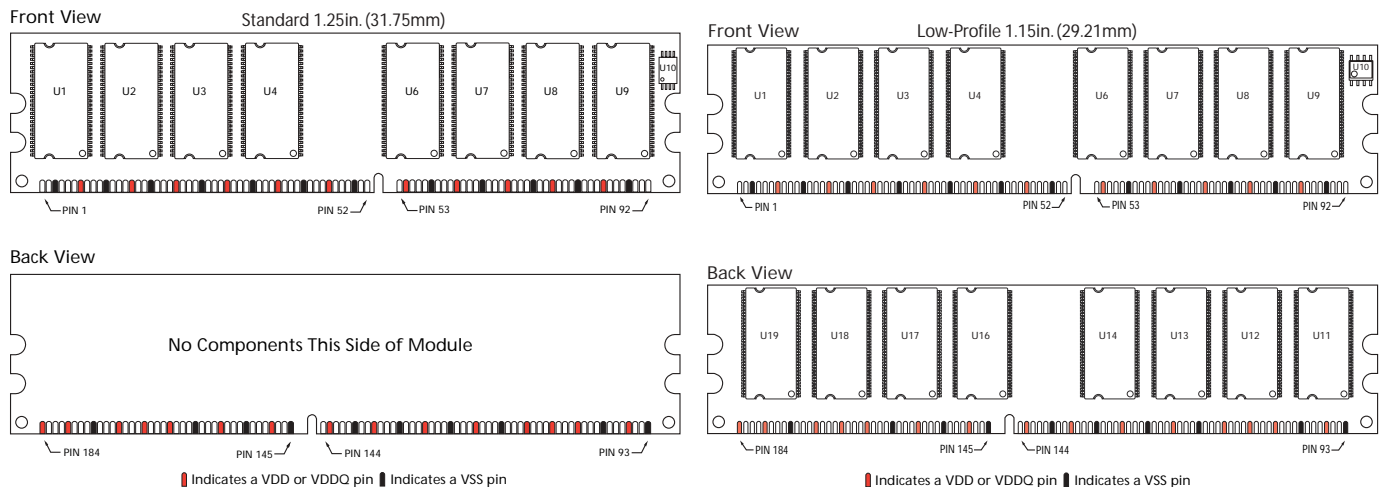 Front View
Standard 1.25in. (31.75mm)
U1 U2 U3 U4 U6 U7 U8 U9 U10
PIN 1 PIN 52 PIN 53 PIN 92
Back View
No Components This Side of Module
PIN 184 PIN 145 PIN 144 PIN 93
Indicates a VDD or VDDQ pin Indicates a VSS pin
Front View
Low-Profile 1.15in. (29.21mm)
U1 U2 U3 U4 U6 U7 U8 U9 U10
PIN 1 PIN 52 PIN 53 PIN 92
Back View
U19 U18 U17 U16 U14 U13 U12 U11
PIN 184 PIN 145 PIN 144 PIN 93
Indicates a VDD or VDDQ pin Indicates a VSS pin